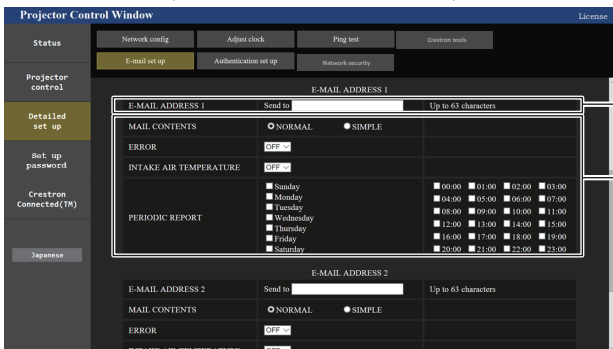 Projector Control Window
License
Status
Network config
Adjust clock
Ping test
Crestron tools
E-mail set up
Authentication set up
Network security
Projector
control
Detailed
set up
Set up
password
Crestron
Connected(TM)
Japanese
E-MAIL ADDRESS 1
E-MAIL ADDRESS 1 Send to Up to 63 characters
MAIL CONTENTS NORMAL SIMPLE
ERROR OFF
INTAKE AIR TEMPERATURE OFF
PERIODIC REPORT
Sunday 00:00 01:00 02:00 03:00
Monday 04:00 05:00 06:00 07:00
Tuesday 08:00 09:00 10:00 11:00
Wednesday 12:00 13:00 14:00 15:00
Thursday 16:00 17:00 18:00 19:00
Friday 20:00 21:00 22:00 23:00
Saturday
E-MAIL ADDRESS 2
E-MAIL ADDRESS 2 Send to Up to 63 characters
MAIL CONTENTS NORMAL SIMPLE
ERROR OFF